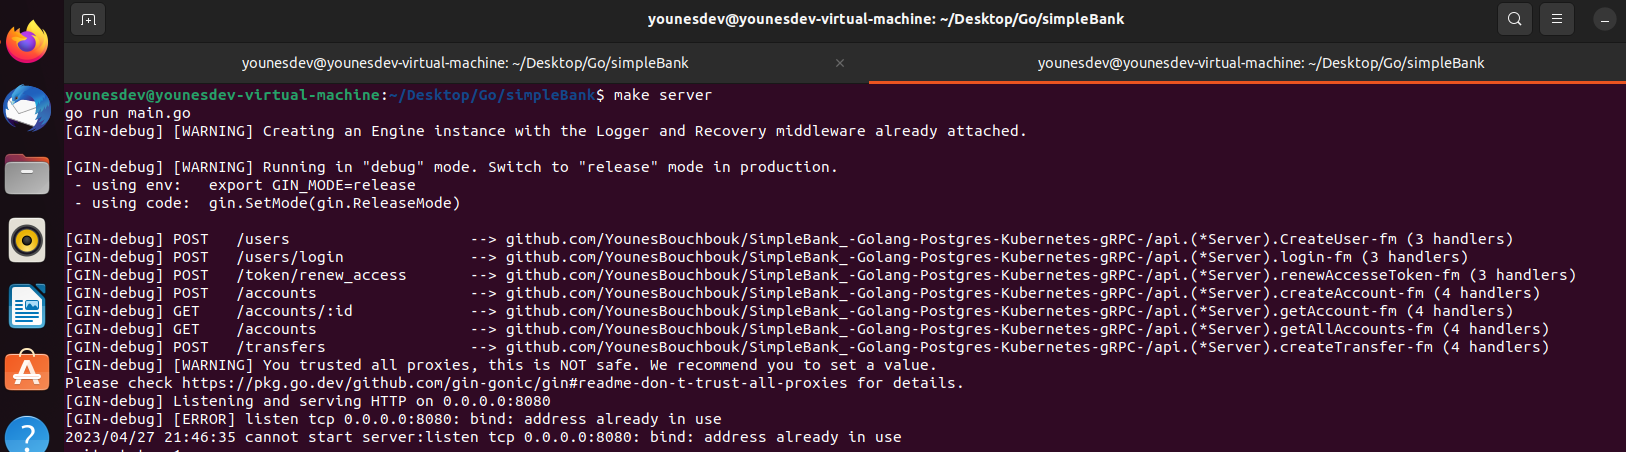 younesdev@younesdev-virtual-machine: ~/Desktop/Go/simpleBank
younesdev@younesdev-virtual-machine: ~/Desktop/Go/simpleBank × younesdev@younesdev-virtual-machine: ~/Desktop/Go/simpleBank
younesdev@younesdev-virtual-machine:~/Desktop/Go/simpleBank$ make server
go run main.go
[GIN-debug] [WARNING] Creating an Engine instance with the Logger and Recovery middleware already attached.
[GIN-debug] [WARNING] Running in "debug" mode. Switch to "release" mode in production.
- using env:   export GIN_MODE=release
- using code:  gin.SetMode(gin.ReleaseMode)
[GIN-debug] POST   /users                    --> github.com/YounesBouchbouk/SimpleBank_-Golang-Postgres-Kubernetes-gRPC-/api.(*Server).CreateUser-fm (3 handlers)
[GIN-debug] POST   /users/login              --> github.com/YounesBouchbouk/SimpleBank_-Golang-Postgres-Kubernetes-gRPC-/api.(*Server).login-fm (3 handlers)
[GIN-debug] POST   /token/renew_access       --> github.com/YounesBouchbouk/SimpleBank_-Golang-Postgres-Kubernetes-gRPC-/api.(*Server).renewAccesseToken-fm (3 handlers)
[GIN-debug] POST   /accounts                 --> github.com/YounesBouchbouk/SimpleBank_-Golang-Postgres-Kubernetes-gRPC-/api.(*Server).createAccount-fm (4 handlers)
[GIN-debug] GET    /accounts/:id             --> github.com/YounesBouchbouk/SimpleBank_-Golang-Postgres-Kubernetes-gRPC-/api.(*Server).getAccount-fm (4 handlers)
[GIN-debug] GET    /accounts                 --> github.com/YounesBouchbouk/SimpleBank_-Golang-Postgres-Kubernetes-gRPC-/api.(*Server).getAllAccounts-fm (4 handlers)
[GIN-debug] POST   /transfers                --> github.com/YounesBouchbouk/SimpleBank_-Golang-Postgres-Kubernetes-gRPC-/api.(*Server).createTransfer-fm (4 handlers)
[GIN-debug] [WARNING] You trusted all proxies, this is NOT safe. We recommend you to set a value.
Please check https://pkg.go.dev/github.com/gin-gonic/gin#readme-don-t-trust-all-proxies for details.
[GIN-debug] Listening and serving HTTP on 0.0.0.0:8080
[GIN-debug] [ERROR] listen tcp 0.0.0.0:8080: bind: address already in use
2023/04/27 21:46:35 cannot start server:listen tcp 0.0.0.0:8080: bind: address already in use